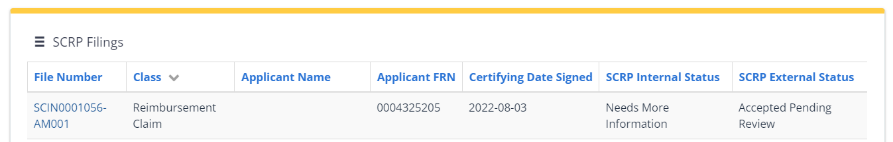 SCRP Filings
File Number Class Applicant Name Applicant FRN Certifying Date Signed SCRP Internal Status SCRP External Status
SCIN0001056- Reimbursement 0004325205 2022-08-03 Needs More Accepted Pending
AM001 Claim Information Review